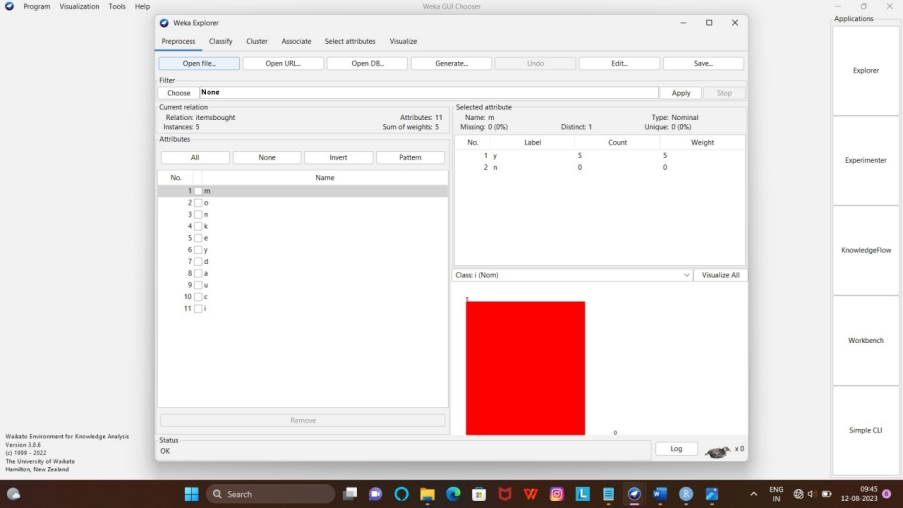 Program Visualization Tools Help
Weka GUI Chooser
Applications
Weka Explorer
Preprocess Classify Cluster Associate Select attributes Visualize
Open file... Open URL... Open DB... Generate... Undo Edit... Save...
Filter
Choose None Apply Stop
Current relation
Relation: itemsbought Attributes: 11
Instances: 5 Sum of weights: 5
Attributes
All None Invert Pattern
No. Name
1 m
2 o
3 n
4 k
5 e
6 y
7 d
8 a
9 u
10 c
11 i
Remove
Selected attribute
Name: m Type: Nominal
Missing: 0 (0%) Distinct: 1 Unique: 0 (0%)
No. Label Count Weight
1 y 5 5
2 n 0 0
Class: i (Nom) Visualize All
5
0
Status
OK
Log x 0
Explorer
Experimenter
KnowledgeFlow
Workbench
Simple CLI
Waikato Environment for Knowledge Analysis
Version 3.8.6
(c) 1999 - 2022
The University of Waikato
Hamilton, New Zealand
Search
ENG
IN
09:45
12-08-2023